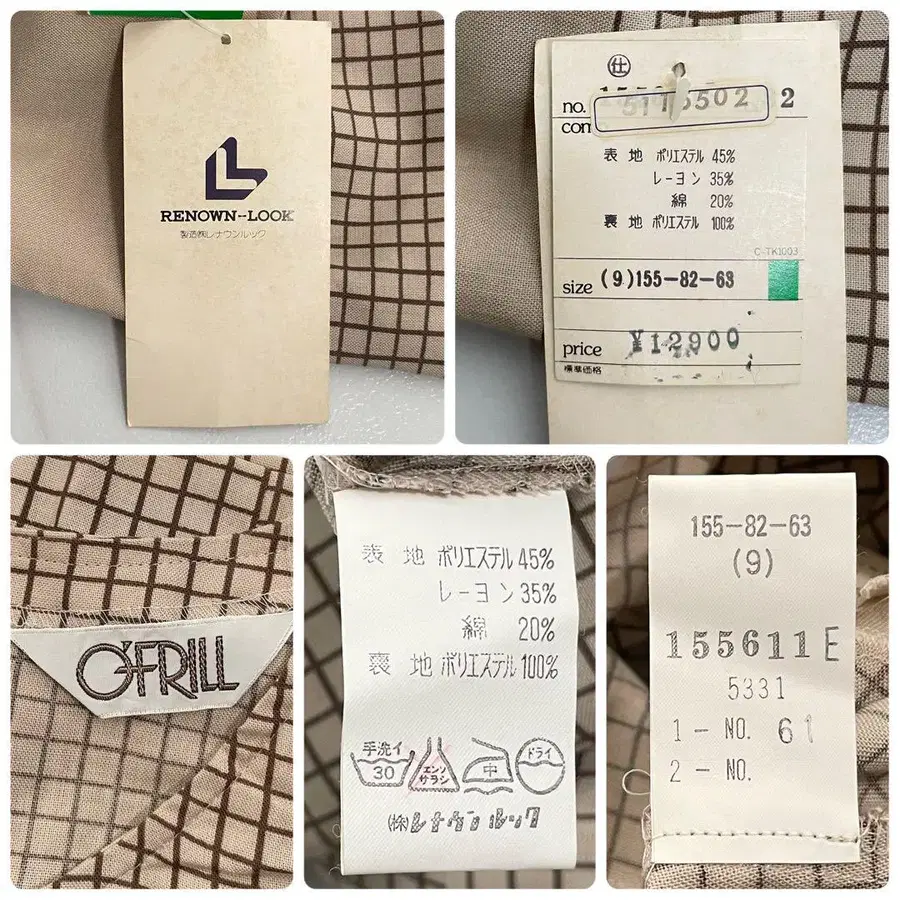 RENOWN-LOOK
製造㈱レナウンルック
仕
no. 2
com
表 地 ポリエステル 45%
レーヨン 35%
綿 20%
裏 地 ポリエステル 100%
C-TK1003
size (9)155-82-63
price ¥12900
標準価格
O'FRILL
表 地 ポリエステル 45%
レーヨン 35%
綿 20%
裏 地 ポリエステル 100%
手洗イ
30
エンソ
サラシ
中
ドライ
(株)レナウンルック
155-82-63
(9)
155611E
5331
1-NO. 61
2-NO.